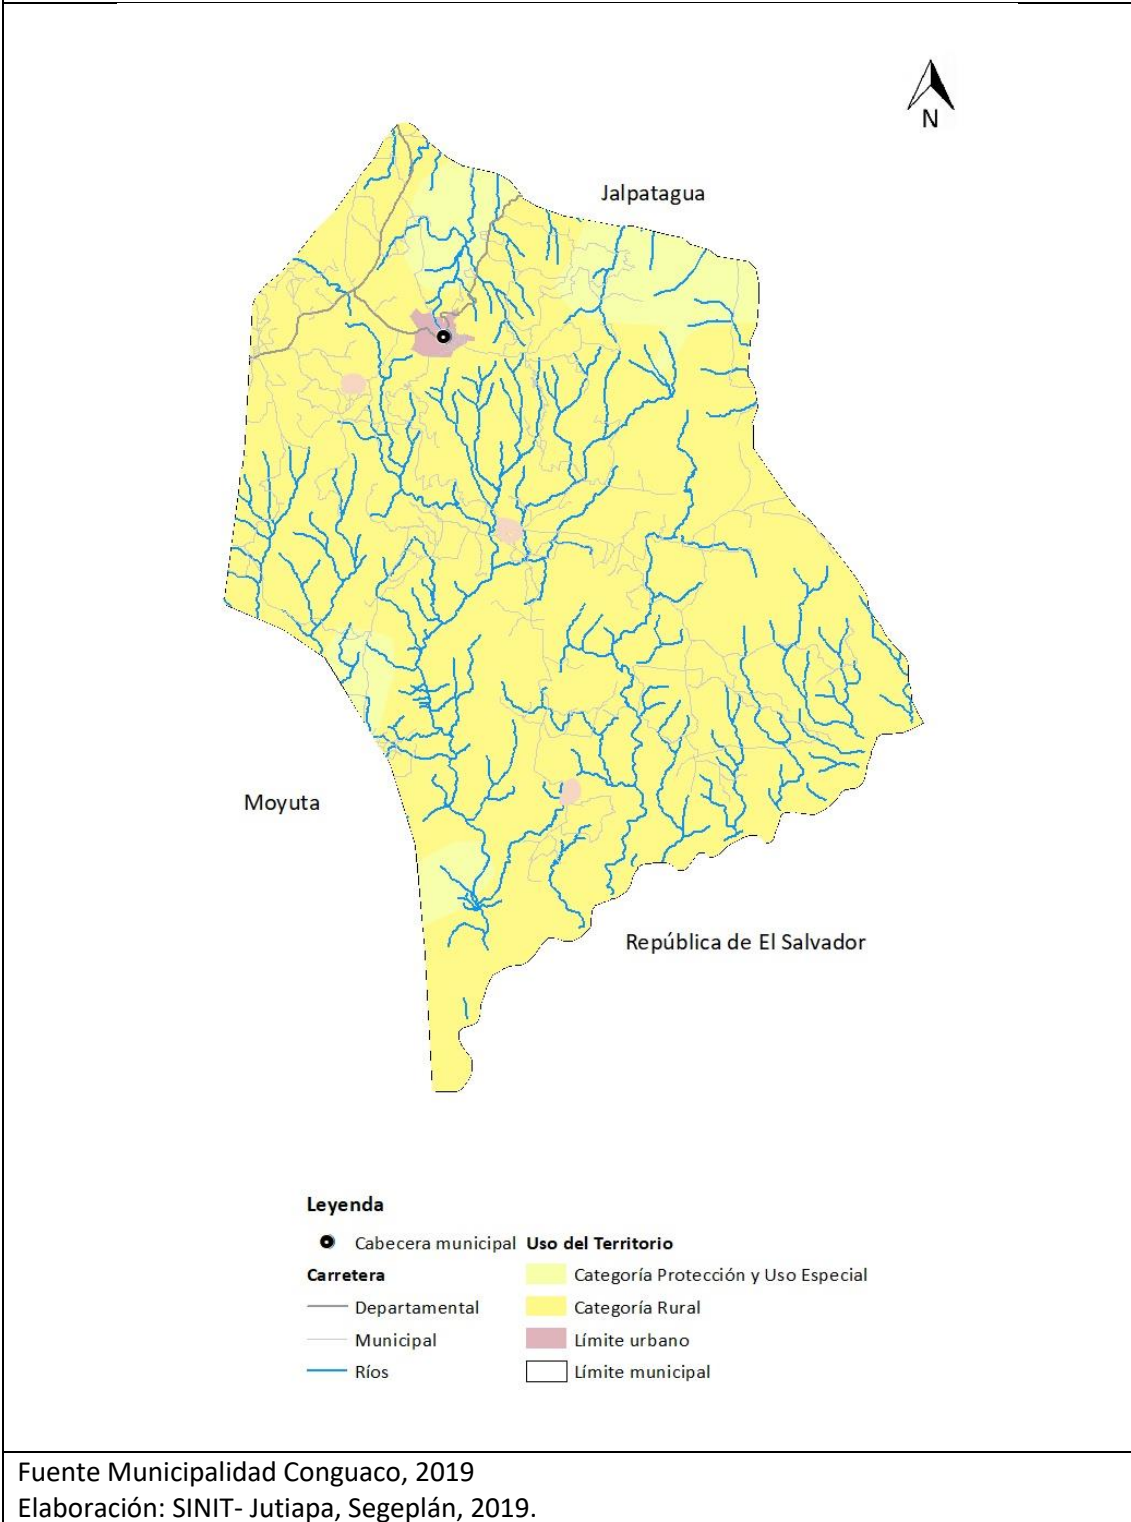 N
Jalpatagua
Moyuta
República de El Salvador
Leyenda
Cabecera municipal
Carretera
Departamental
Municipal
Ríos
Uso del Territorio
Categoría Protección y Uso Especial
Categoría Rural
Límite urbano
Límite municipal
Fuente Municipalidad Conguaco, 2019
Elaboración: SINIT- Jutiapa, Segeplán, 2019.